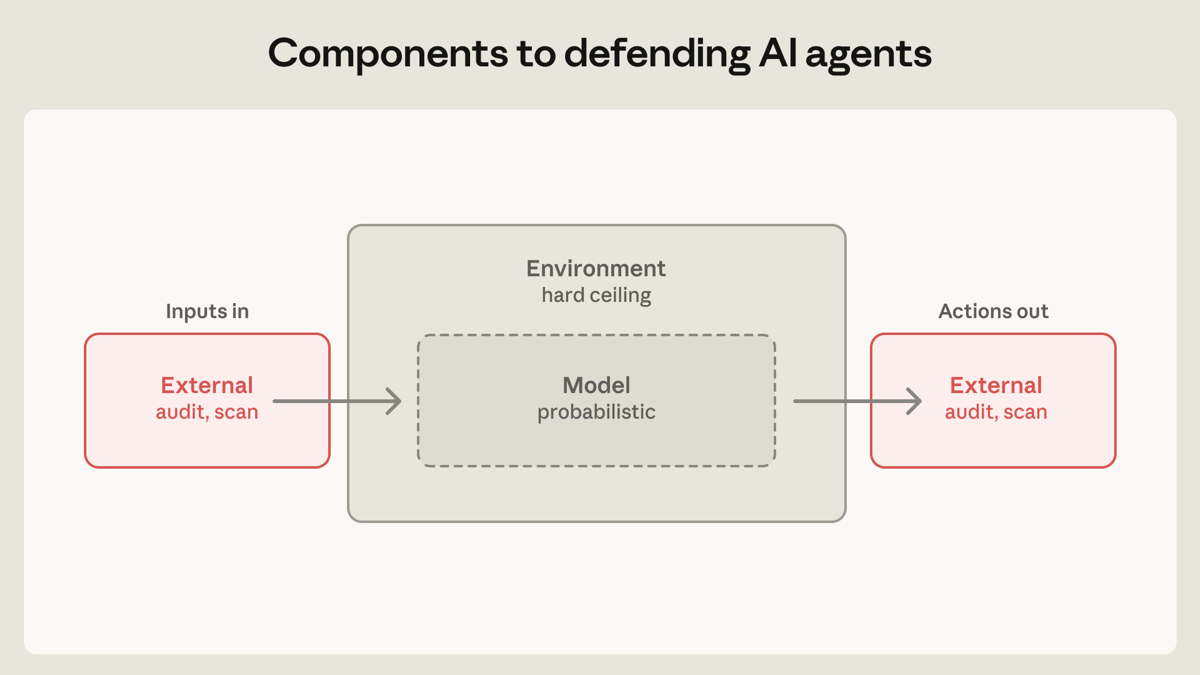 Components to defending AI agents
Environment
hard ceiling
Inputs in
Actions out
External
audit, scan
Model
probabilistic
External
audit, scan